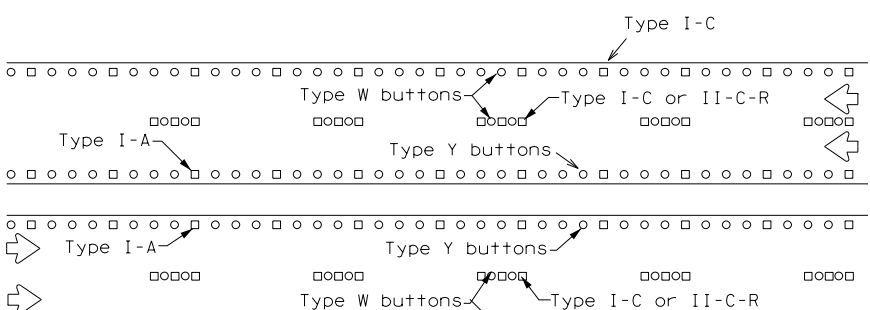 Type I-C
Type W buttons
Type I-C or II-C-R
Type I-A
Type Y buttons
Type I-A
Type Y buttons
Type W buttons
Type I-C or II-C-R